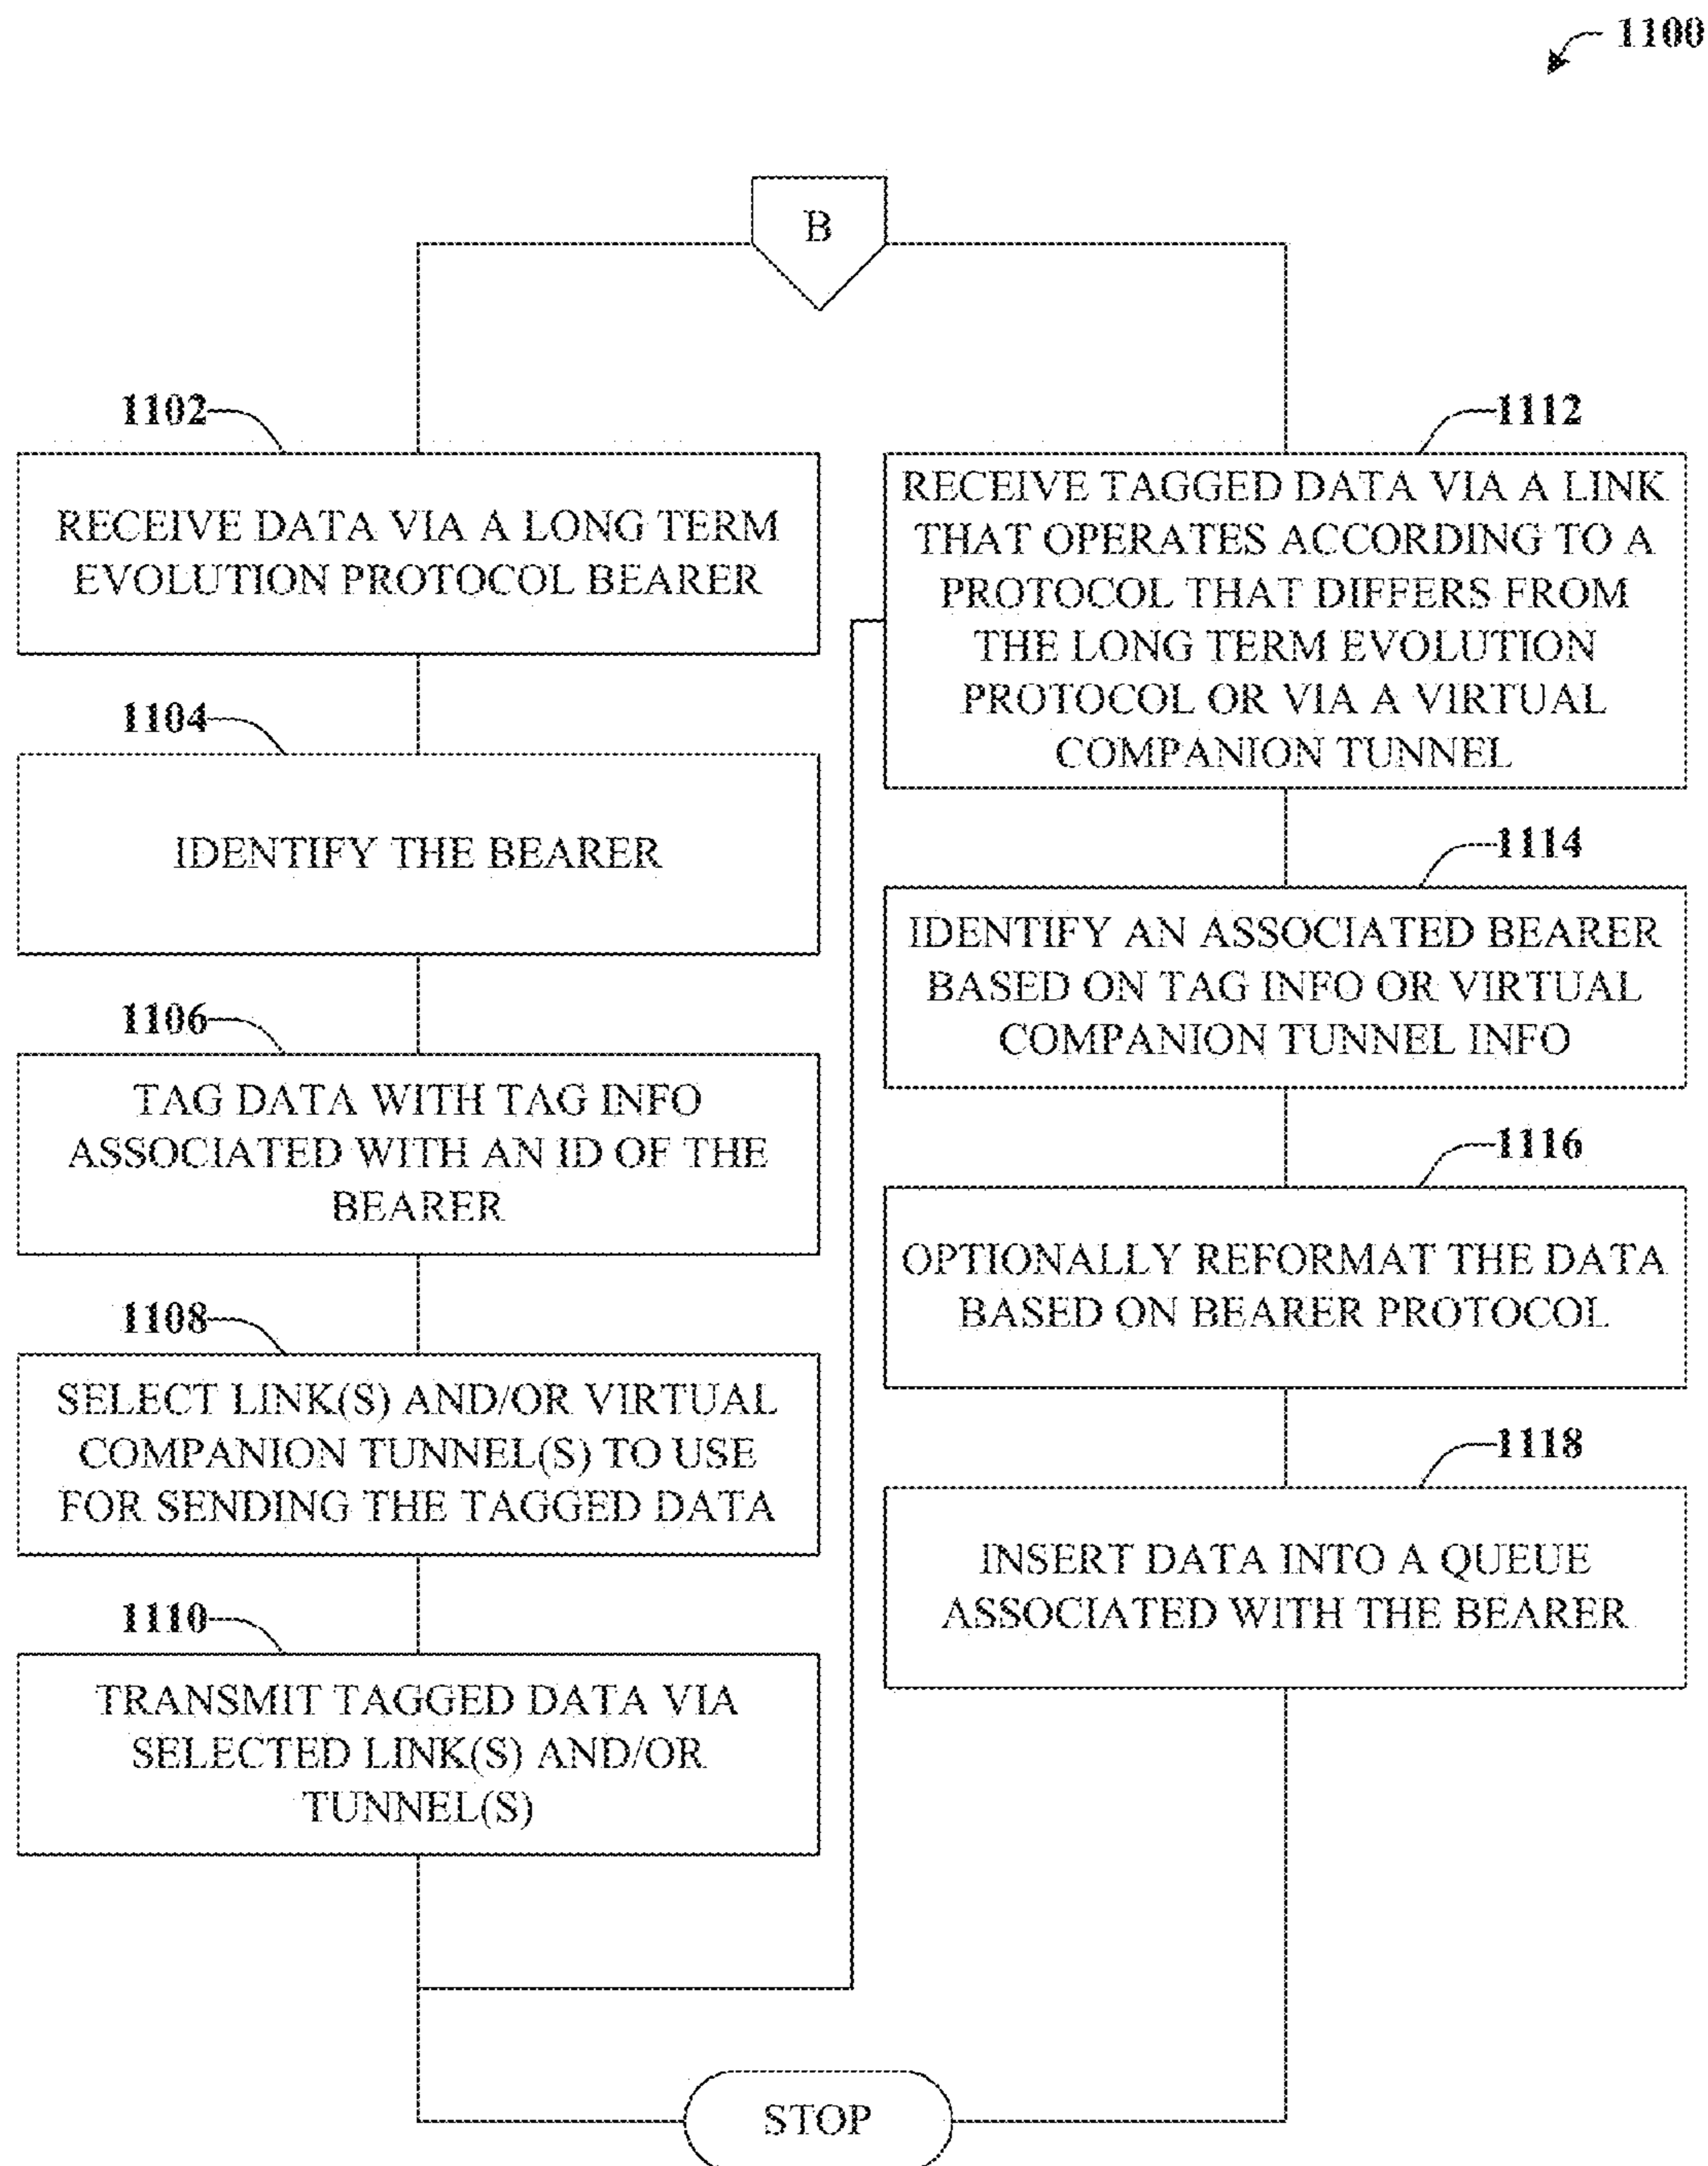 1100
B
1102
RECEIVE DATA VIA A LONG TERM
EVOLUTION PROTOCOL BEARER
1104
IDENTIFY THE BEARER
1106
TAG DATA WITH TAG INFO
ASSOCIATED WITH AN ID OF THE
BEARER
1108
SELECT LINK(S) AND/OR VIRTUAL
COMPANION TUNNEL(S) TO USE
FOR SENDING THE TAGGED DATA
1110
TRANSMIT TAGGED DATA VIA
SELECTED LINK(S) AND/OR
TUNNEL(S)
1112
RECEIVE TAGGED DATA VIA A LINK
THAT OPERATES ACCORDING TO A
PROTOCOL THAT DIFFERS FROM
THE LONG TERM EVOLUTION
PROTOCOL OR VIA A VIRTUAL
COMPANION TUNNEL
1114
IDENTIFY AN ASSOCIATED BEARER
BASED ON TAG INFO OR VIRTUAL
COMPANION TUNNEL INFO
1116
OPTIONALLY REFORMAT THE DATA
BASED ON BEARER PROTOCOL
1118
INSERT DATA INTO A QUEUE
ASSOCIATED WITH THE BEARER
STOP